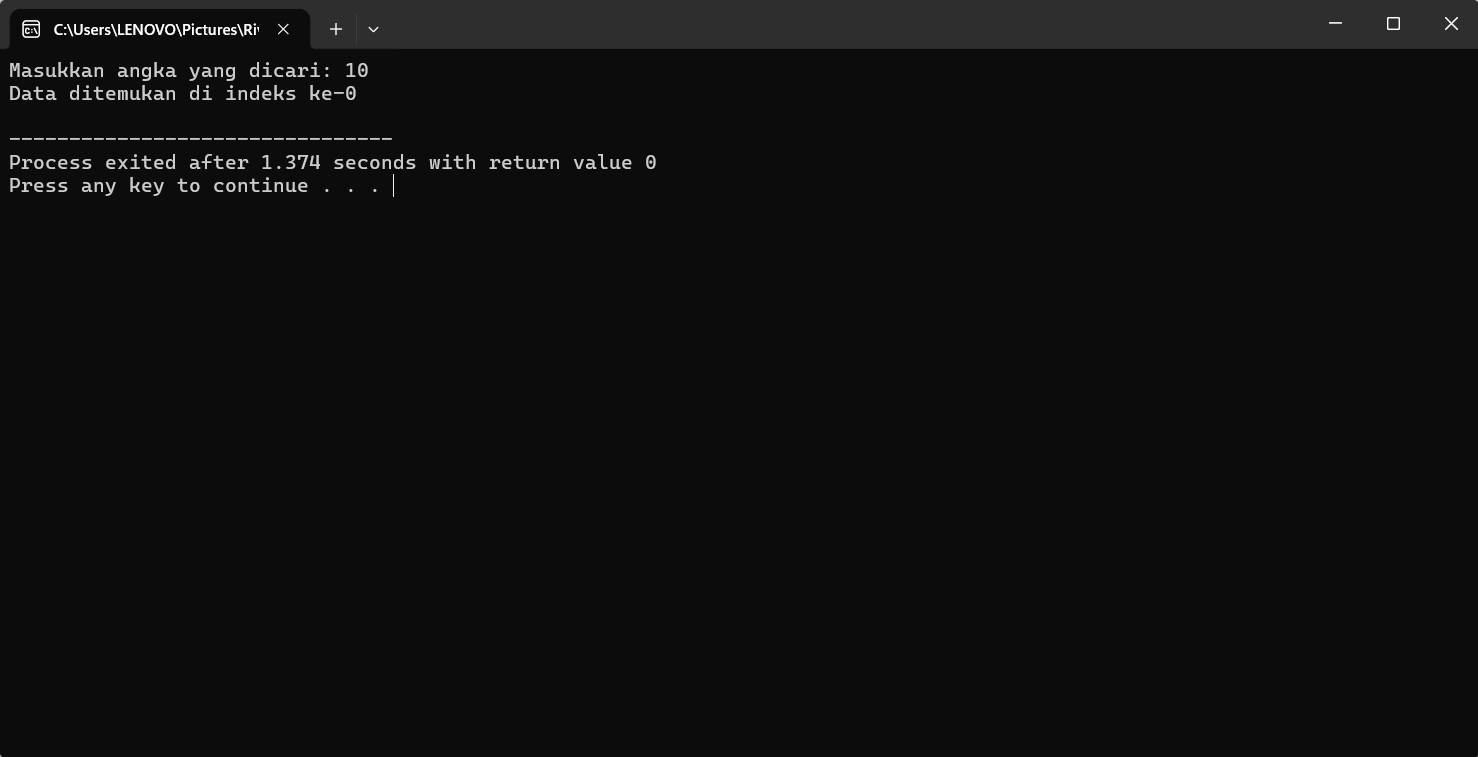 C:\Users\LENOVO\Pictures\Ri
Masukkan angka yang dicari: 10
Data ditemukan di indeks ke-0
--------------------------------
Process exited after 1.374 seconds with return value 0
Press any key to continue . . .